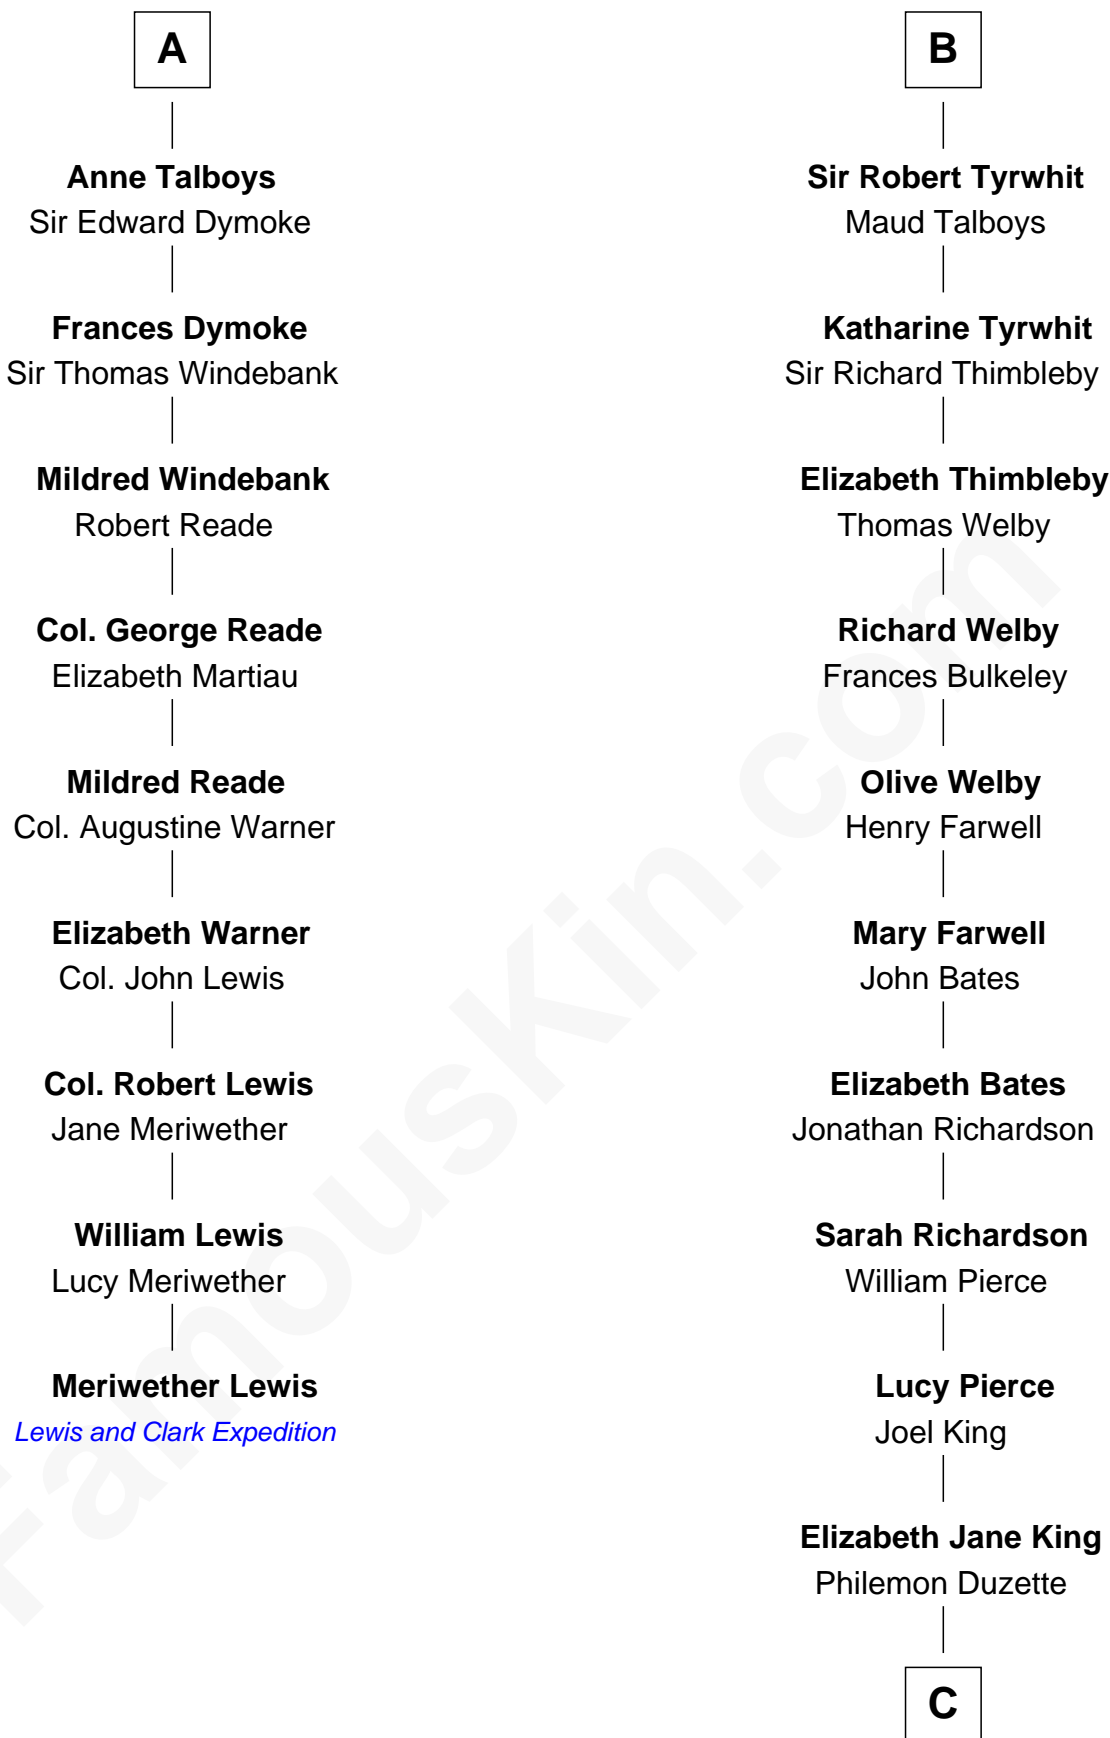 A
Anne Talboys
Sir Edward Dymoke
Frances Dymoke
Sir Thomas Windebank
Mildred Windebank
Robert Reade
Col. George Reade
Elizabeth Martiau
Mildred Reade
Col. Augustine Warner
Elizabeth Warner
Col. John Lewis
Col. Robert Lewis
Jane Meriwether
William Lewis
Lucy Meriwether
Meriwether Lewis
Lewis and Clark Expedition
B
Sir Robert Tyrwhit
Maud Talboys
Katharine Tyrwhit
Sir Richard Thimbleby
Elizabeth Thimbleby
Thomas Welby
Richard Welby
Frances Bulkeley
Olive Welby
Henry Farwell
Mary Farwell
John Bates
Elizabeth Bates
Jonathan Richardson
Sarah Richardson
William Pierce
Lucy Pierce
Joel King
Elizabeth Jane King
Philemon Duzette
C
FamousKin.com